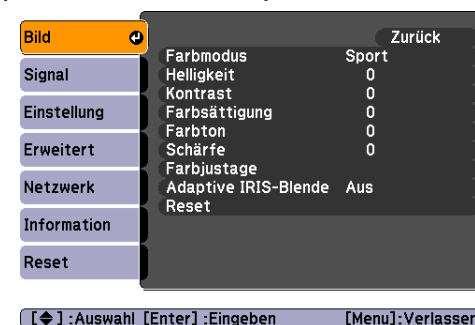 Bild
Signal
Einstellung
Erweitert
Netzwerk
Information
Reset
Zurück
Farbmodus Sport
Helligkeit 0
Kontrast 0
Farbsättigung 0
Farbton 0
Schärfe 0
Farbjustage
Adaptive IRIS-Blende Aus
Reset
[◆] :Auswahl [Enter] :Eingeben [Menu]:Verlassen